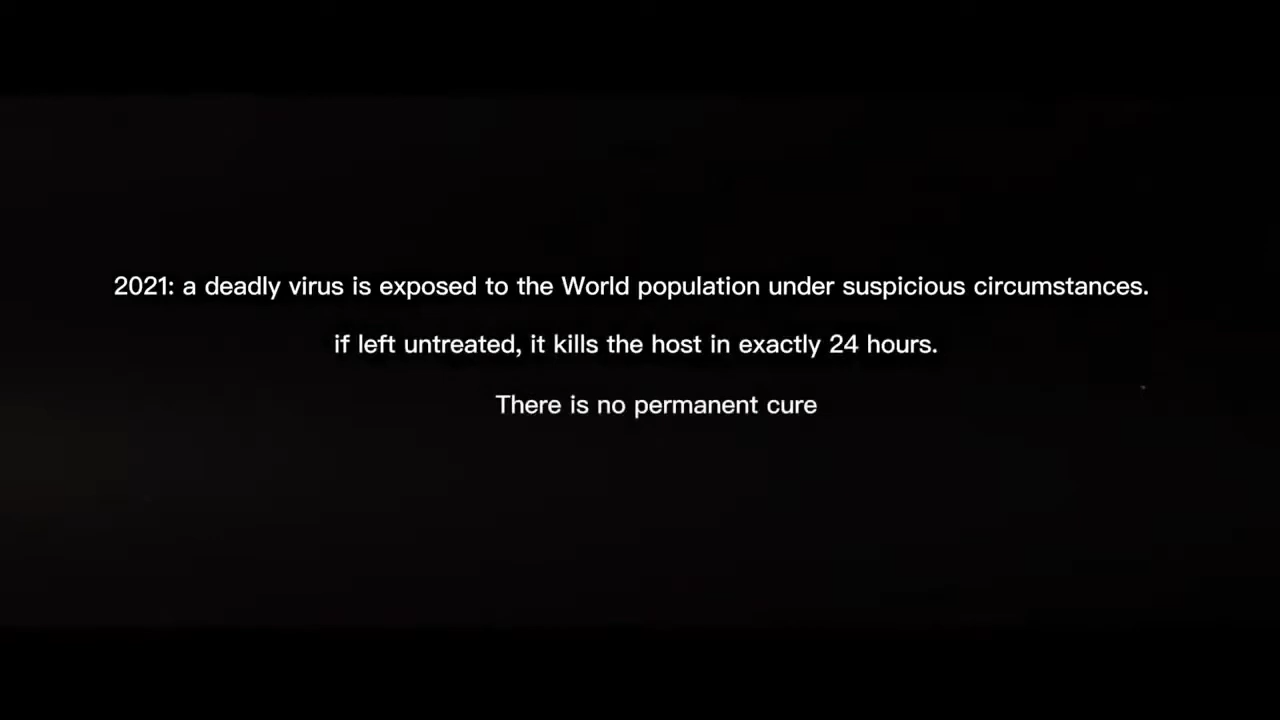 2021: a deadly virus is exposed to the World population under suspicious circumstances.
if left untreated, it kills the host in exactly 24 hours.
There is no permanent cure